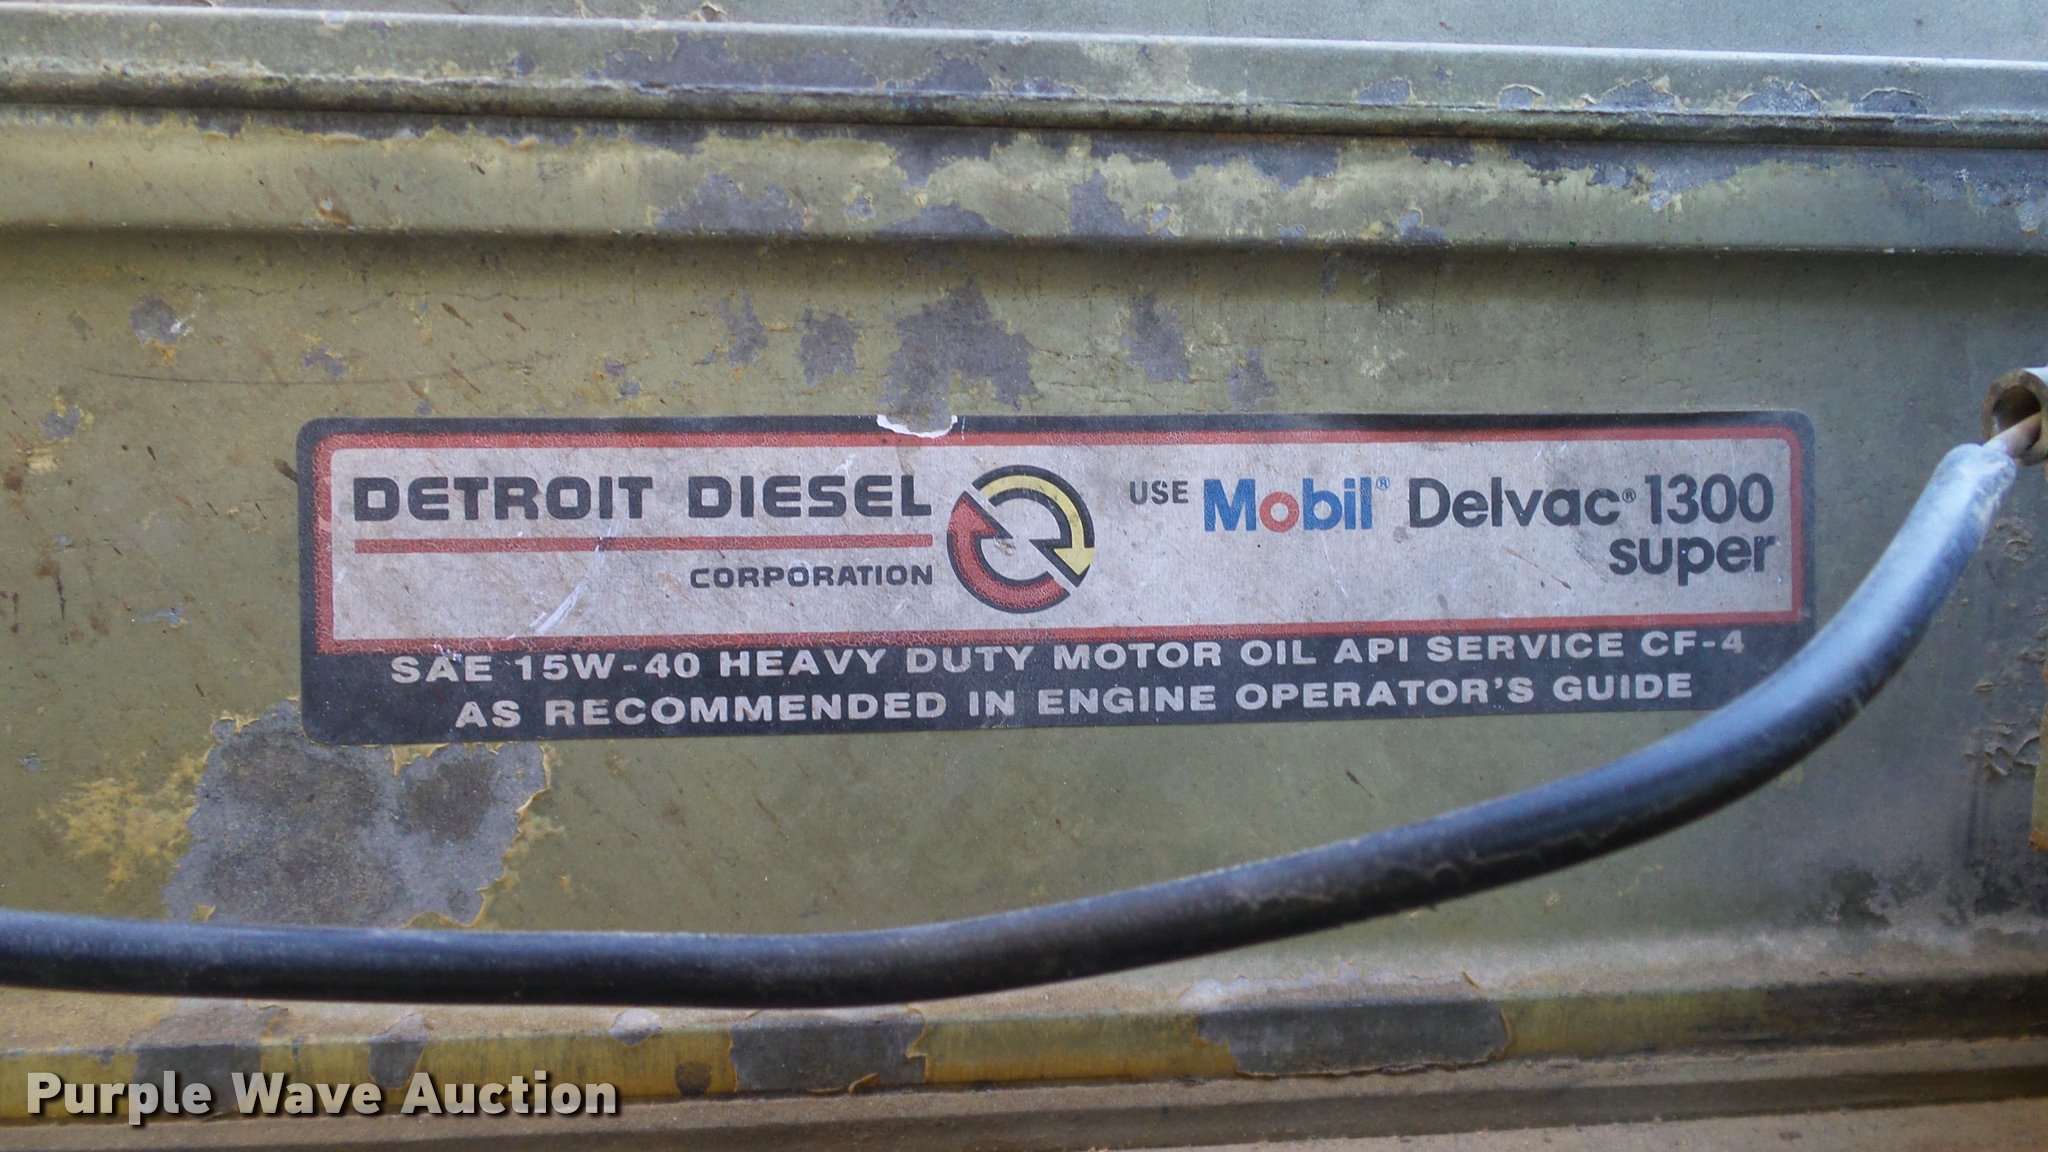 DETROIT DIESEL
CORPORATION
USE Mobil® Delvac® 1300
super
SAE 15W-40 HEAVY DUTY MOTOR OIL API SERVICE CF-4
AS RECOMMENDED IN ENGINE OPERATOR'S GUIDE
Purple Wave Auction